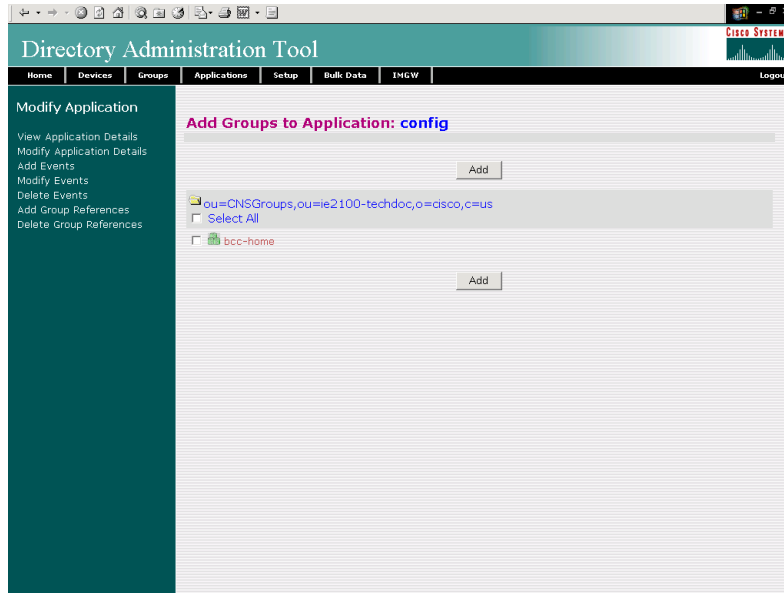 CISCO SYSTEM
Directory Administration Tool
Home Devices Groups Applications Setup Bulk Data IMGW Logou
Modify Application
View Application Details
Modify Application Details
Add Events
Modify Events
Delete Events
Add Group References
Delete Group References
Add Groups to Application: config
Add
ou=CNSGroups,ou=ie2100-techdoc,o=cisco,c=us
Select All
bcc-home
Add